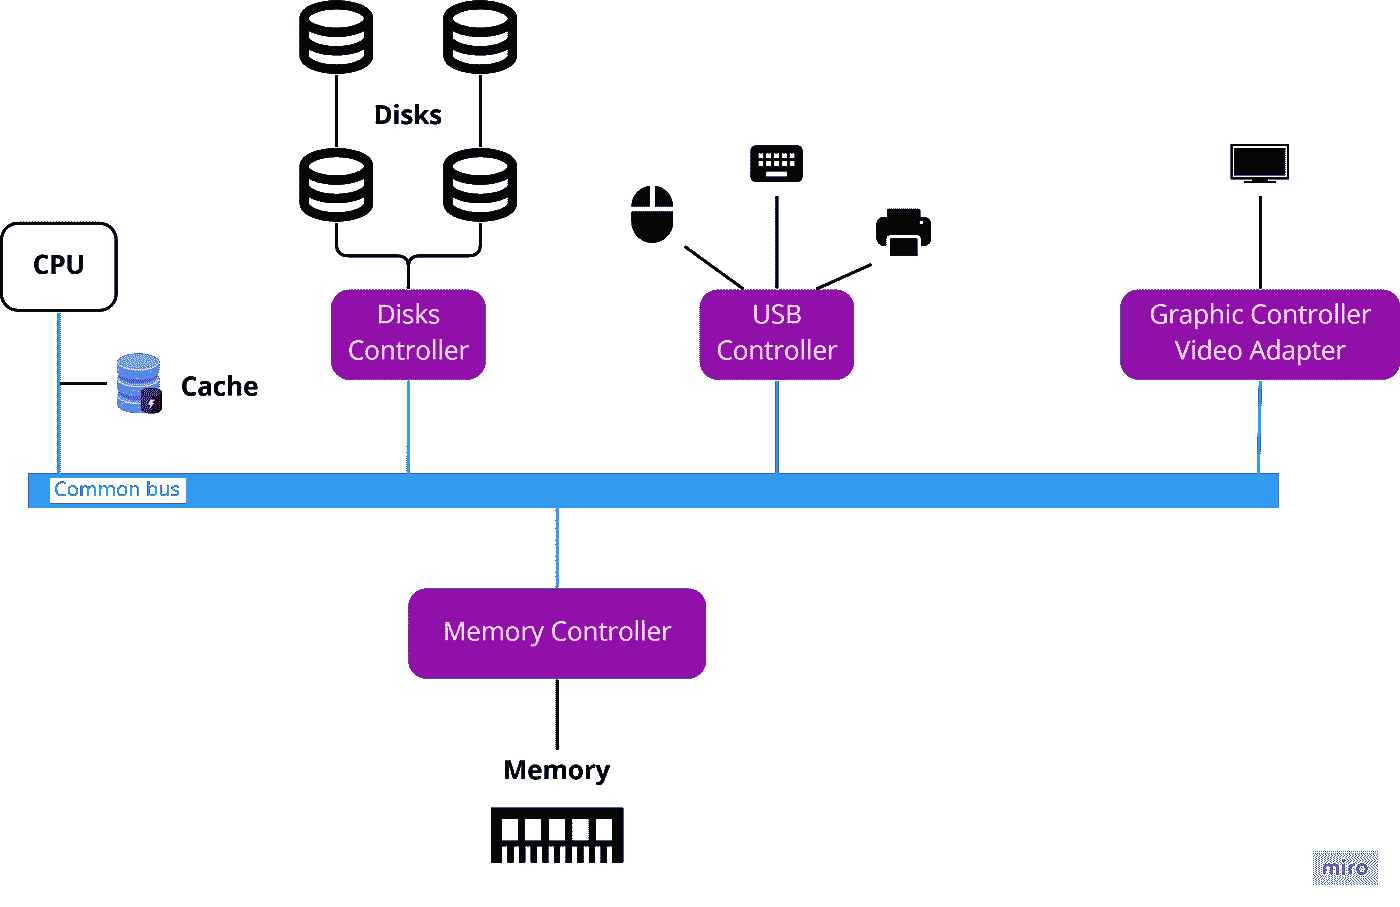 Disks
CPU
Disks
Controller
USB
Controller
Graphic Controller
Video Adapter
Cache
Common bus
Memory Controller
Memory
miro